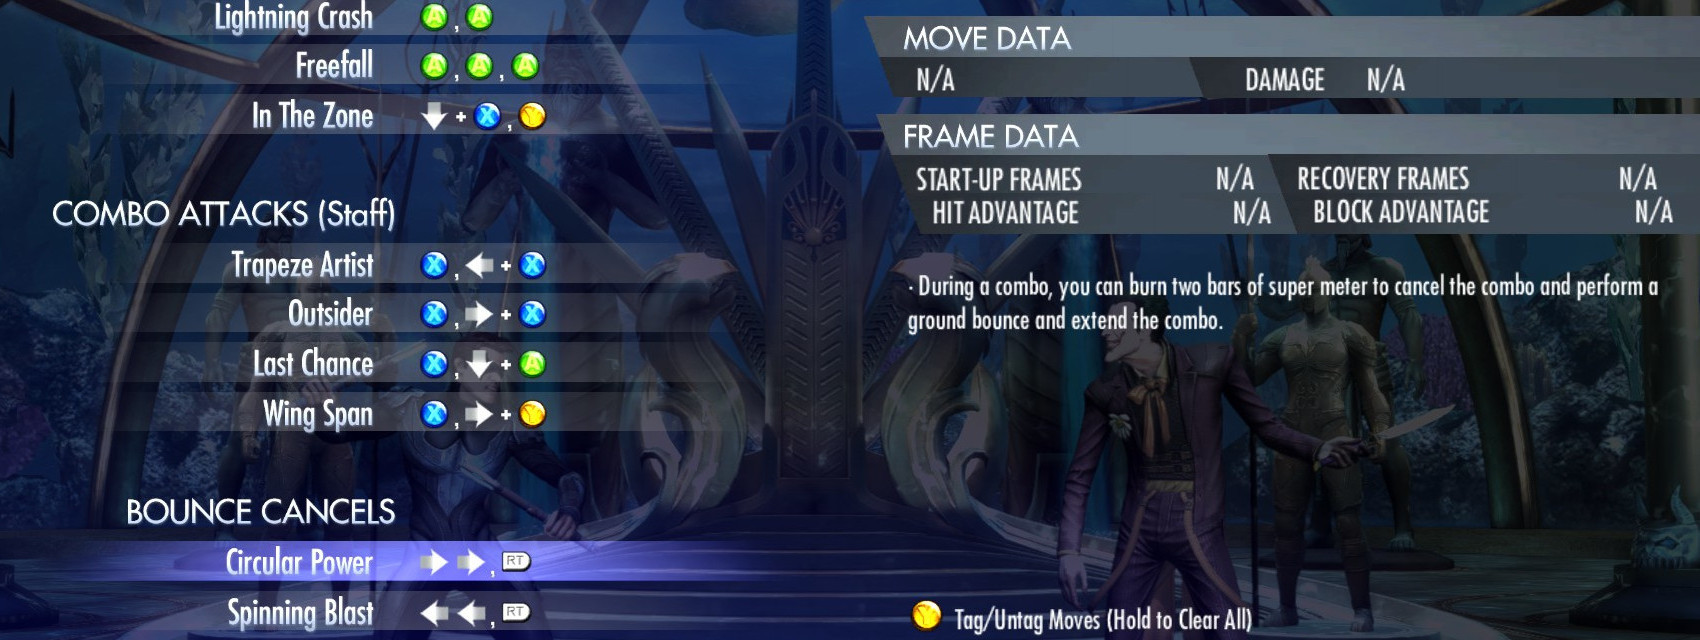 Lightning Crash A, A
Freefall A, A, A
In The Zone + X, Y
COMBO ATTACKS (Staff)
Trapeze Artist X, + X
Outsider X, + X
Last Chance X, + A
Wing Span X, + Y
BOUNCE CANCELS
Circular Power , RT
Spinning Blast , RT
MOVE DATA
N/A DAMAGE N/A
FRAME DATA
START-UP FRAMES N/A RECOVERY FRAMES N/A
HIT ADVANTAGE N/A BLOCK ADVANTAGE N/A
· During a combo, you can burn two bars of super meter to cancel the combo and perform a
ground bounce and extend the combo.
Y Tag/Untag Moves (Hold to Clear All)